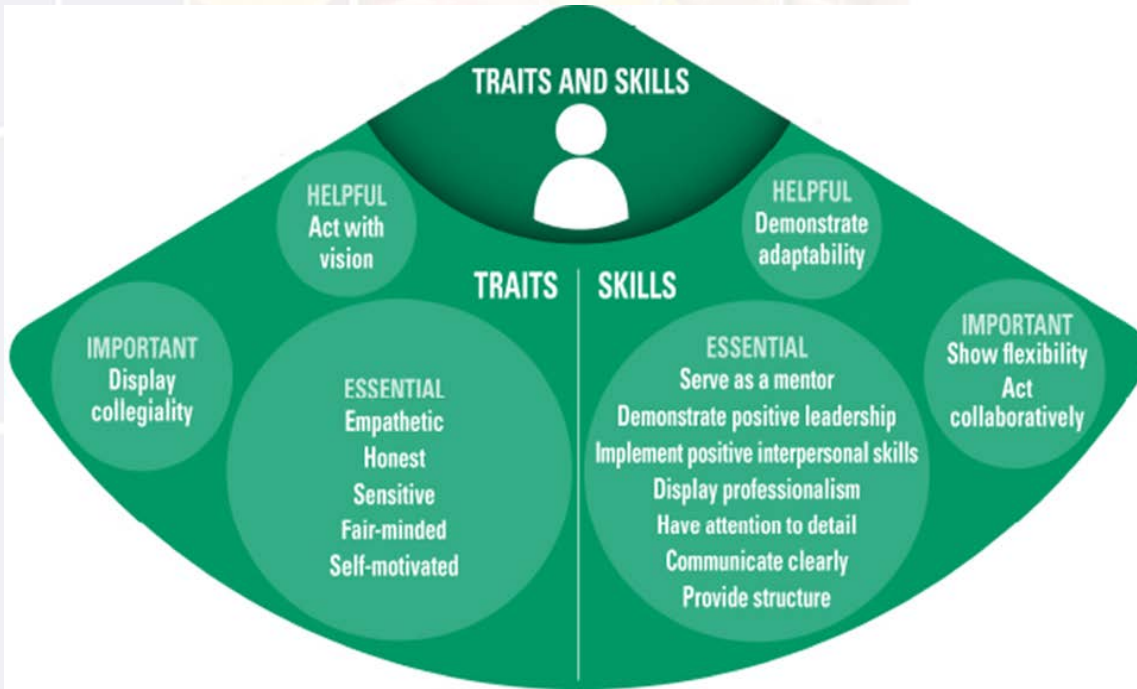 TRAITS AND SKILLS
HELPFUL
Act with
vision
HELPFUL
Demonstrate
adaptability
TRAITS
SKILLS
IMPORTANT
Display
collegiality
ESSENTIAL
Empathetic
Honest
Sensitive
Fair-minded
Self-motivated
ESSENTIAL
Serve as a mentor
Demonstrate positive leadership
Implement positive interpersonal skills
Display professionalism
Have attention to detail
Communicate clearly
Provide structure
IMPORTANT
Show flexibility
Act
collaboratively